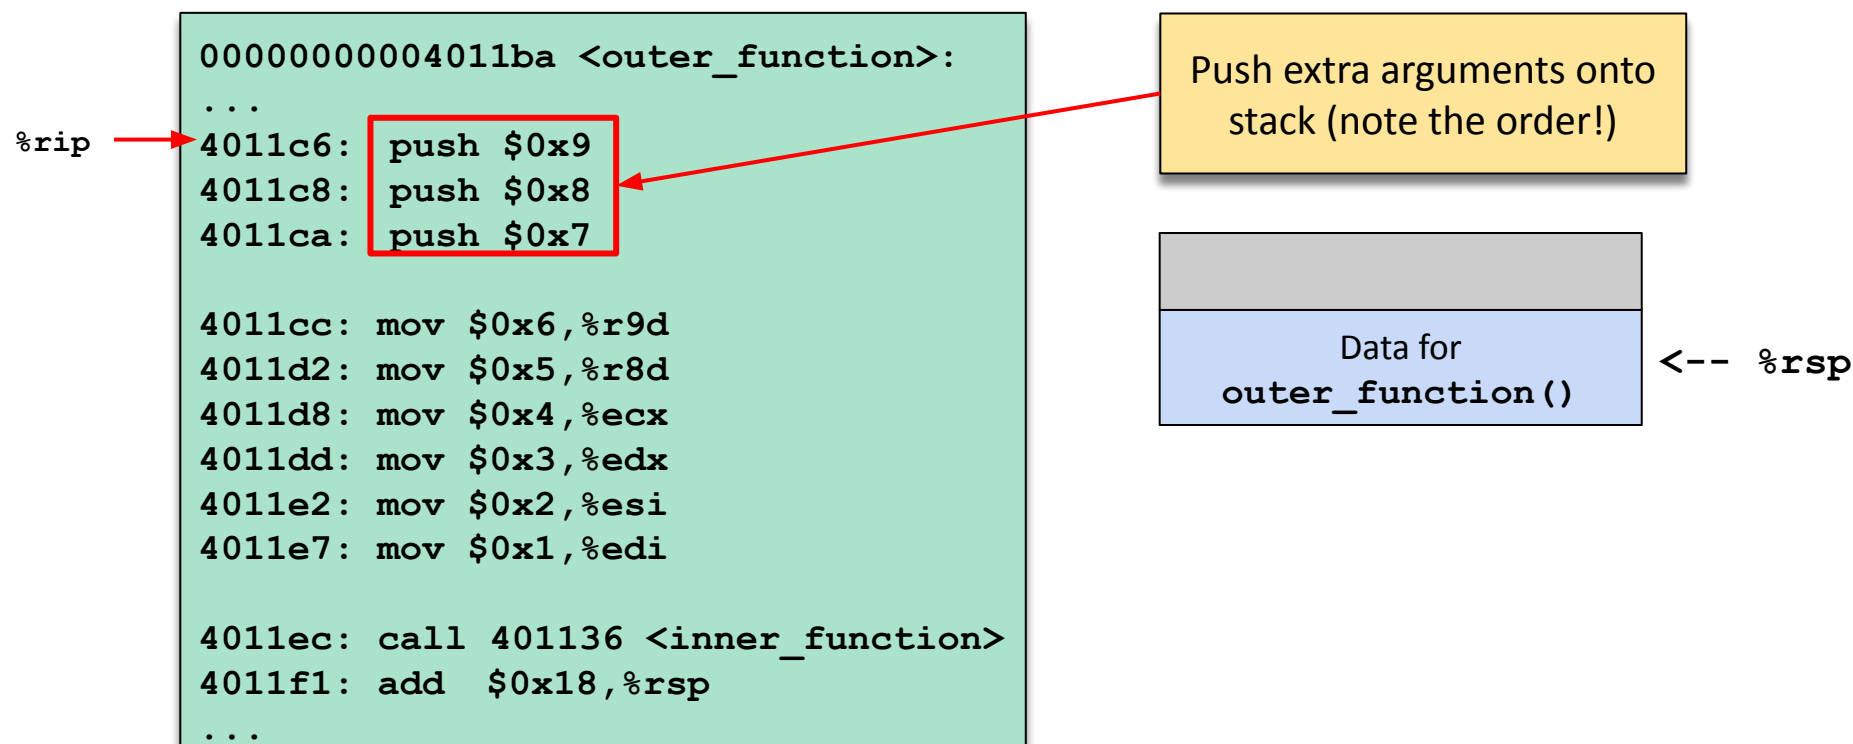 00000000004011ba <outer_function>:
...
%rip
4011c6: push $0x9
4011c8: push $0x8
4011ca: push $0x7
4011cc: mov $0x6,%r9d
4011d2: mov $0x5,%r8d
4011d8: mov $0x4,%ecx
4011dd: mov $0x3,%edx
4011e2: mov $0x2,%esi
4011e7: mov $0x1,%edi
4011ec: call 401136 <inner_function>
4011f1: add $0x18,%rsp
...
Push extra arguments onto
stack (note the order!)
Data for
outer_function()
<-- %rsp